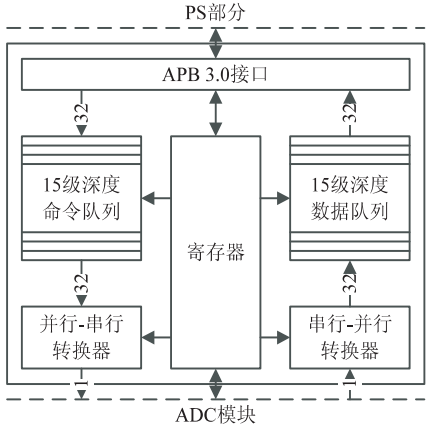 PS部分
APB 3.0接口
32
32
15级深度
命令队列
寄存器
15级深度
数据队列
32
32
并行-串行
转换器
串行-并行
转换器
1
1
ADC模块